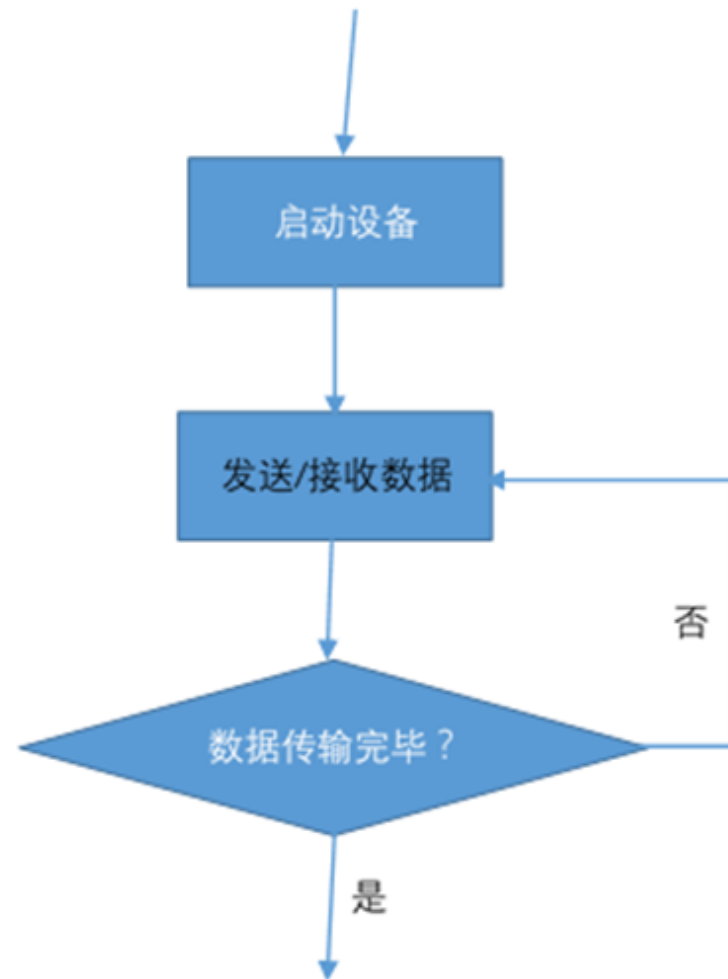 启动设备
发送/接收数据
否
数据传输完毕？
是